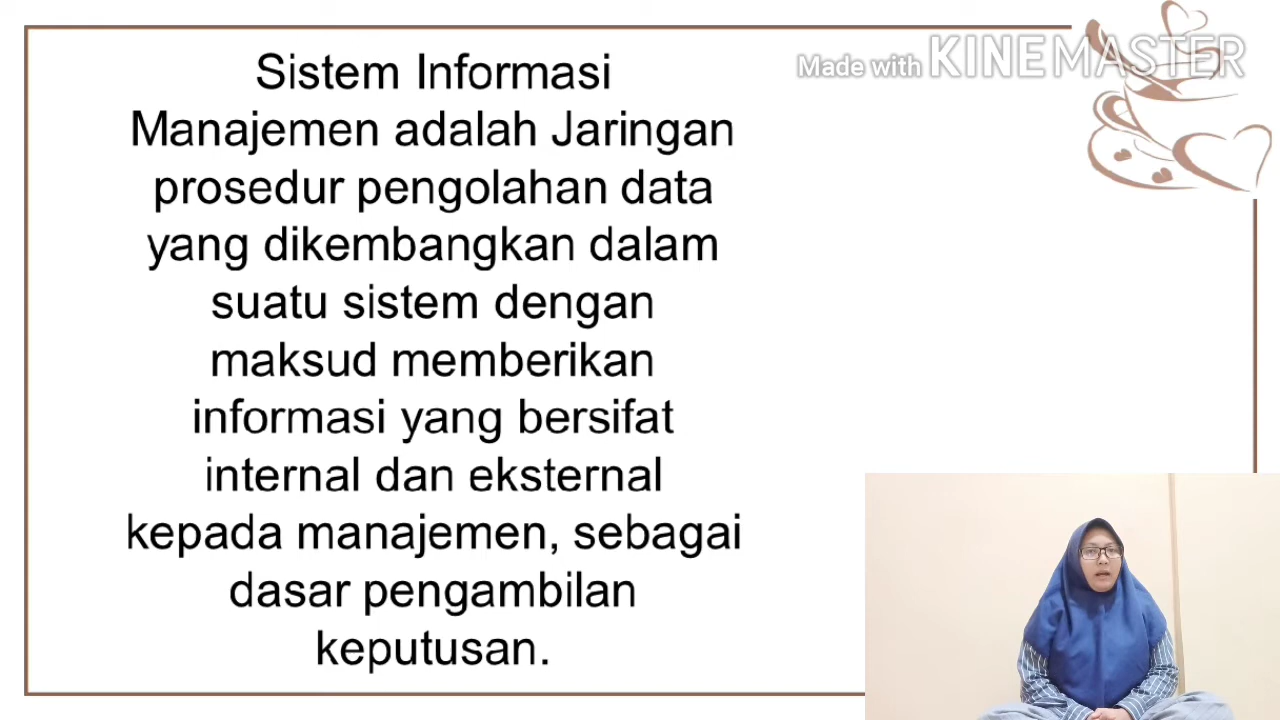 Made with KINEMASTER
Sistem Informasi
Manajemen adalah Jaringan
prosedur pengolahan data
yang dikembangkan dalam
suatu sistem dengan
maksud memberikan
informasi yang bersifat
internal dan eksternal
kepada manajemen, sebagai
dasar pengambilan
keputusan.